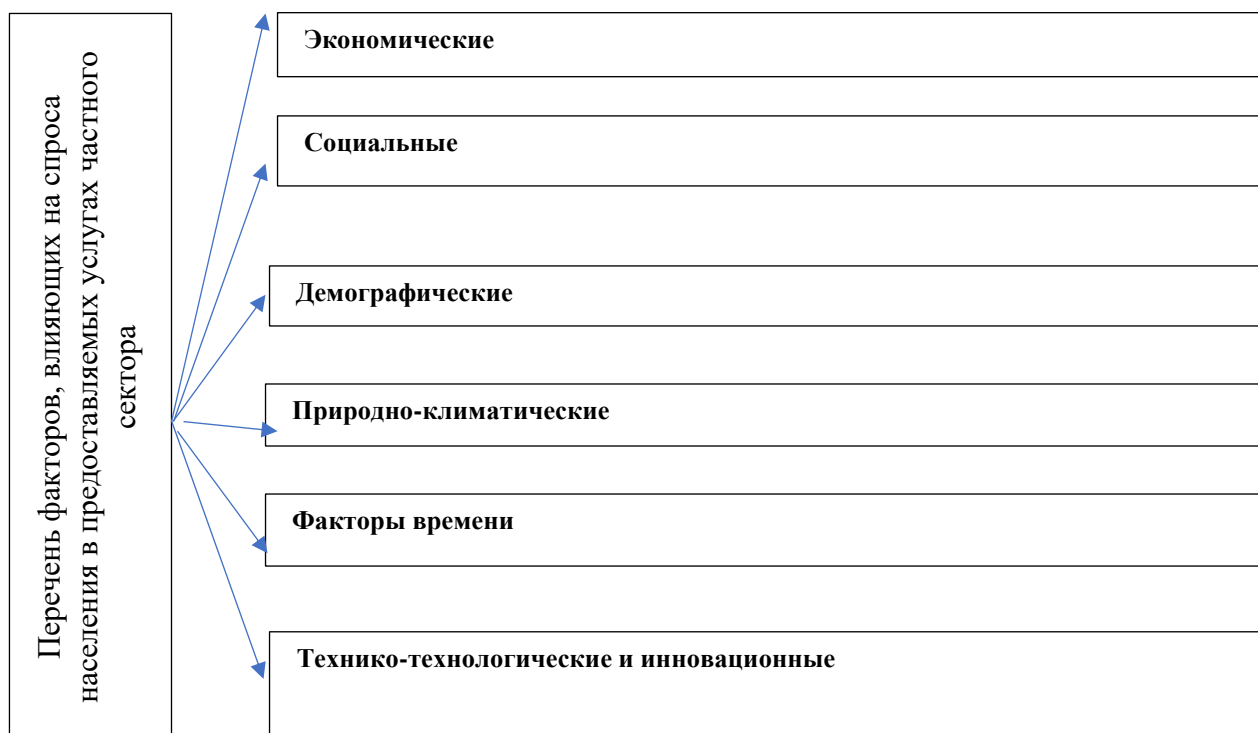 Перечень факторов, влияющих на спроса
населения в предоставляемых услугах частного
сектора
Экономические
Социальные
Демографические
Природно-климатические
Факторы времени
Технико-технологические и инновационные